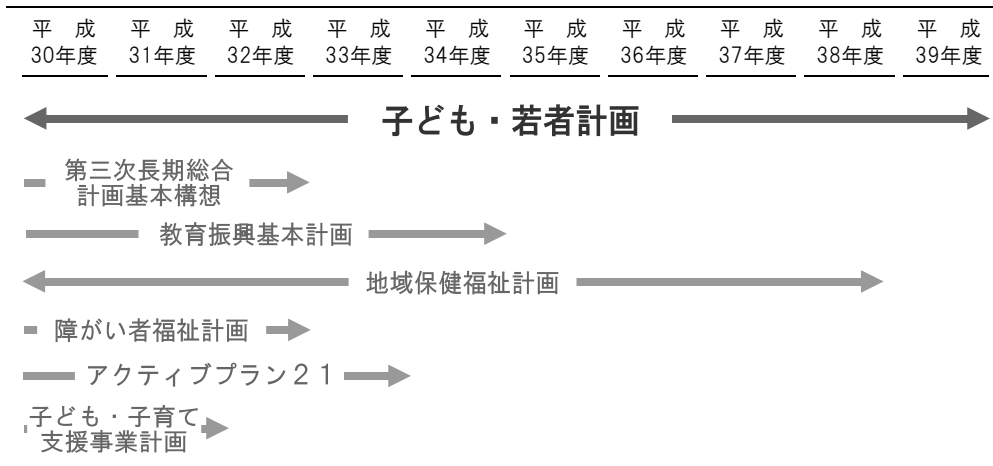 平成 平成 平成 平成 平成 平成 平成 平成 平成 平成
30年度 31年度 32年度 33年度 34年度 35年度 36年度 37年度 38年度 39年度
子ども・若者計画
第三次長期総合
計画基本構想
教育振興基本計画
地域保健福祉計画
障がい者福祉計画
アクティブプラン21
子ども・子育て
支援事業計画